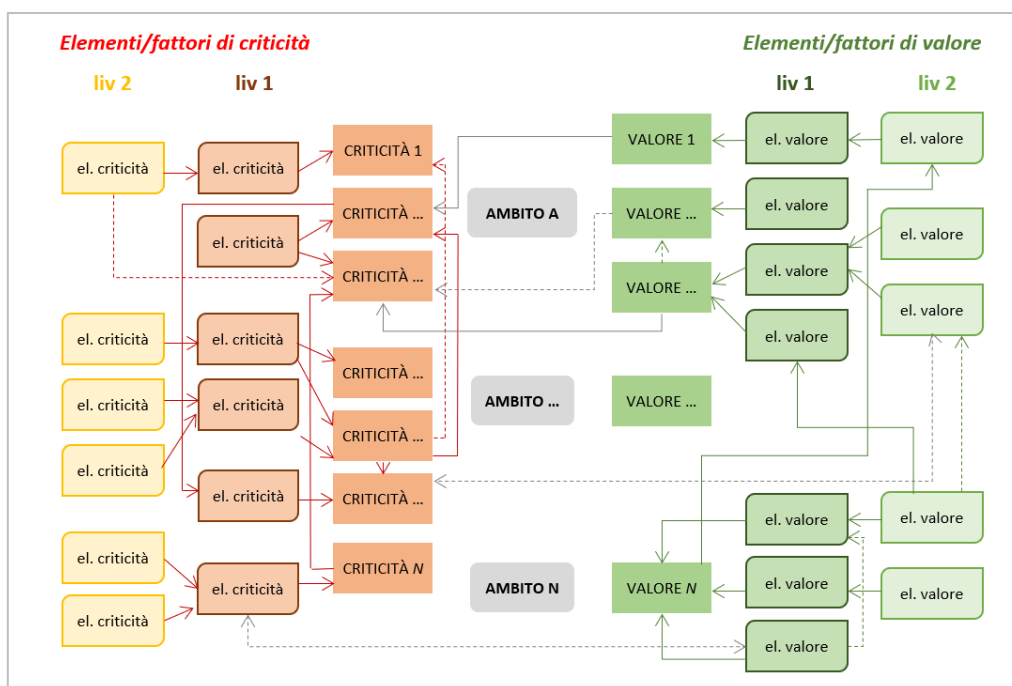 Elementi/fattori di criticità
Elementi/fattori di valore
liv 2
liv 1
liv 1
liv 2
el. criticità
el. criticità
CRITICITÀ 1
VALORE 1
el. valore
el. valore
CRITICITÀ ...
AMBITO A
VALORE ...
el. valore
el. criticità
el. valore
CRITICITÀ ...
VALORE ...
el. valore
el. valore
el. criticità
el. criticità
el. valore
CRITICITÀ ...
el. criticità
el. criticità
AMBITO ...
VALORE ...
CRITICITÀ ...
el. criticità
el. criticità
CRITICITÀ ...
el. valore
el. valore
el. criticità
CRITICITÀ N
el. criticità
AMBITO N
VALORE N
el. valore
el. valore
el. criticità
el. valore